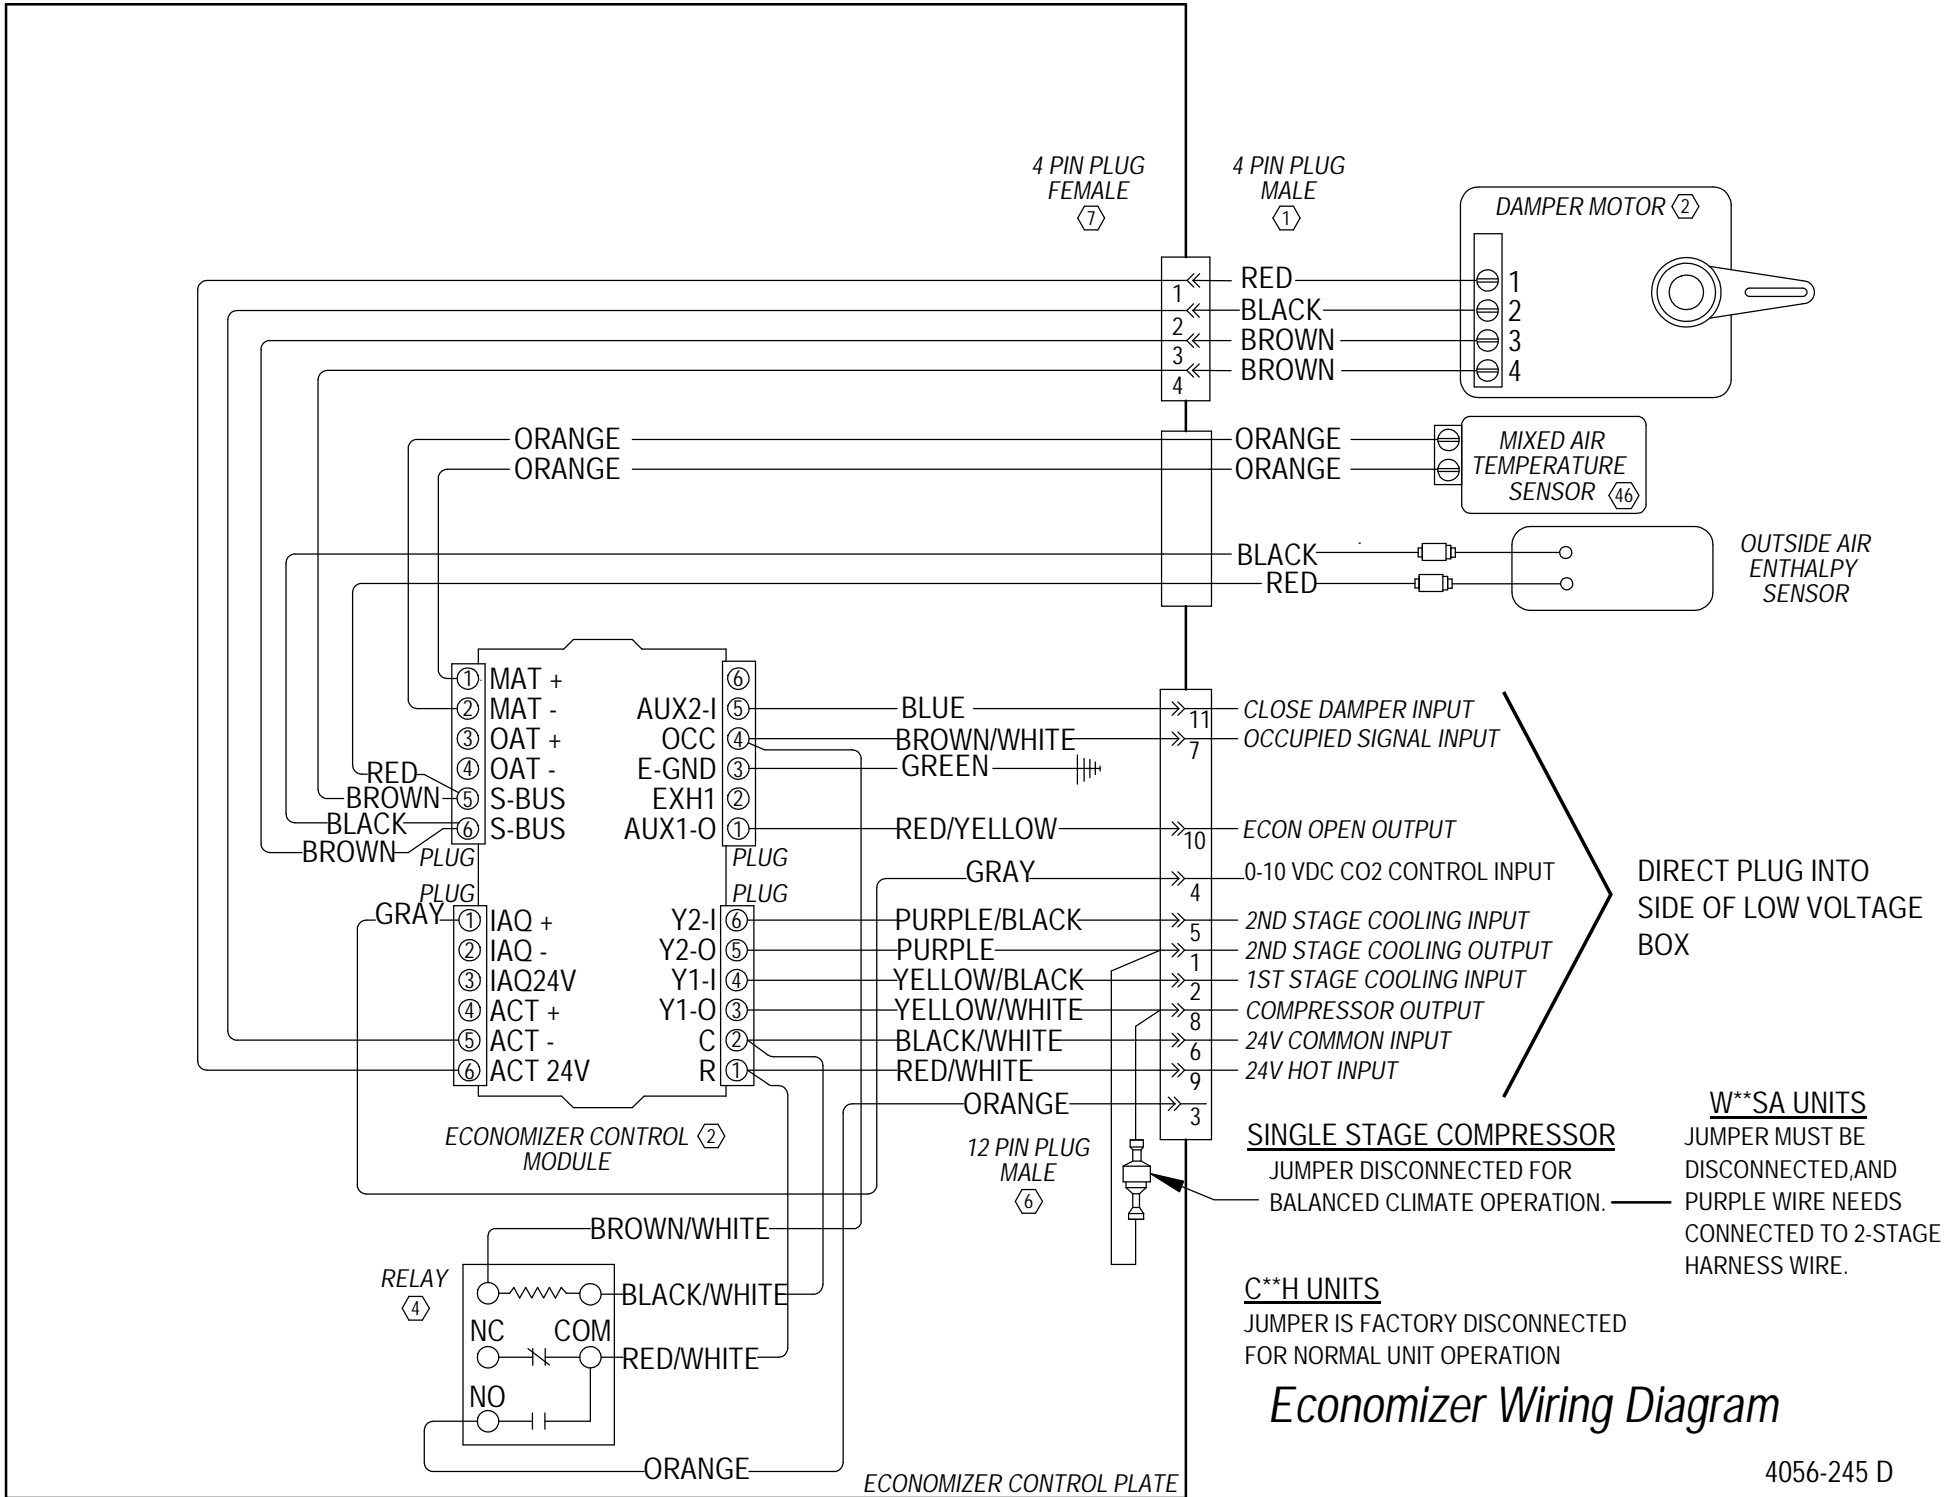 4 PIN PLUG
FEMALE
7
4 PIN PLUG
MALE
1
DAMPER MOTOR 2
1
2
3
4
RED
BLACK
BROWN
BROWN
1
2
3
4
ORANGE
ORANGE
ORANGE
ORANGE
MIXED AIR
TEMPERATURE
SENSOR 46
BLACK
RED
OUTSIDE AIR
ENTHALPY
SENSOR
1 MAT +
2 MAT -
3 OAT +
4 OAT -
5 S-BUS
6 S-BUS
RED
BROWN
BLACK
BROWN
PLUG
PLUG
GRAY
1 IAQ +
2 IAQ -
3 IAQ24V
4 ACT +
5 ACT -
6 ACT 24V
6
AUX2-I 5
OCC 4
E-GND 3
EXH1 2
AUX1-O 1
PLUG
PLUG
Y2-I 6
Y2-O 5
Y1-I 4
Y1-O 3
C 2
R 1
ECONOMIZER CONTROL 2
MODULE
BLUE
BROWN/WHITE
GREEN
RED/YELLOW
GRAY
PURPLE/BLACK
PURPLE
YELLOW/BLACK
YELLOW/WHITE
BLACK/WHITE
RED/WHITE
ORANGE
11 CLOSE DAMPER INPUT
7 OCCUPIED SIGNAL INPUT
10 ECON OPEN OUTPUT
4 0-10 VDC CO2 CONTROL INPUT
5 2ND STAGE COOLING INPUT
1 2ND STAGE COOLING OUTPUT
2 1ST STAGE COOLING INPUT
8 COMPRESSOR OUTPUT
6 24V COMMON INPUT
9 24V HOT INPUT
3
DIRECT PLUG INTO
SIDE OF LOW VOLTAGE
BOX
12 PIN PLUG
MALE
6
SINGLE STAGE COMPRESSOR
JUMPER DISCONNECTED FOR
BALANCED CLIMATE OPERATION.
W**SA UNITS
JUMPER MUST BE
DISCONNECTED,AND
PURPLE WIRE NEEDS
CONNECTED TO 2-STAGE
HARNESS WIRE.
C**H UNITS
JUMPER IS FACTORY DISCONNECTED
FOR NORMAL UNIT OPERATION
BROWN/WHITE
RELAY
4
BLACK/WHITE
NC
COM
RED/WHITE
NO
ORANGE
ECONOMIZER CONTROL PLATE
Economizer Wiring Diagram
4056-245 D